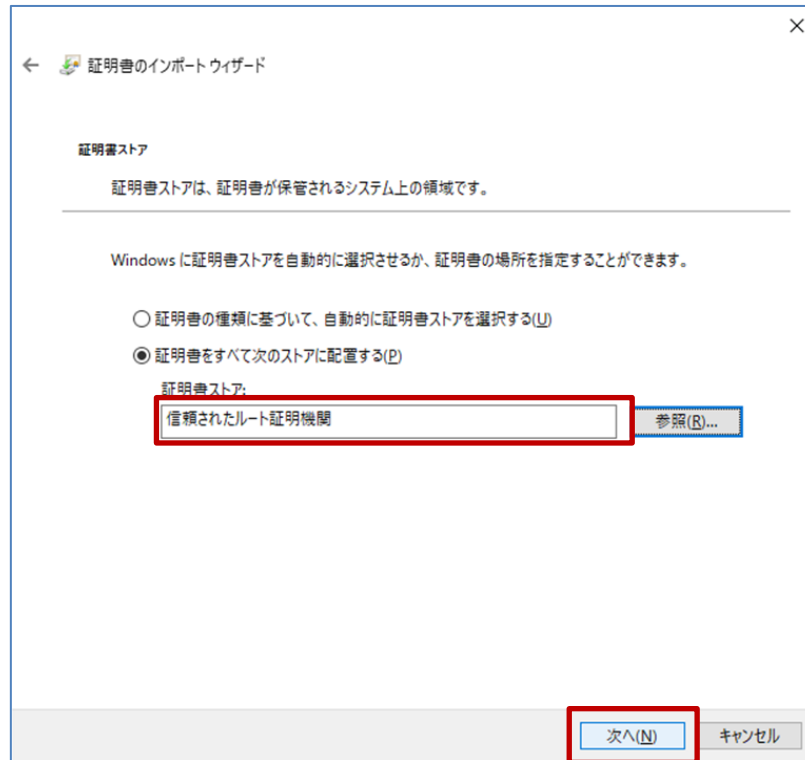 証明書のインポート ウィザード
証明書ストア
証明書ストアは、証明書が保管されるシステム上の領域です。
Windows に証明書ストアを自動的に選択させるか、証明書の場所を指定することができます。
証明書の種類に基づいて、自動的に証明書ストアを選択する(U)
証明書をすべて次のストアに配置する(P)
証明書ストア:
信頼されたルート証明機関
参照(R)...
次へ(N)
キャンセル